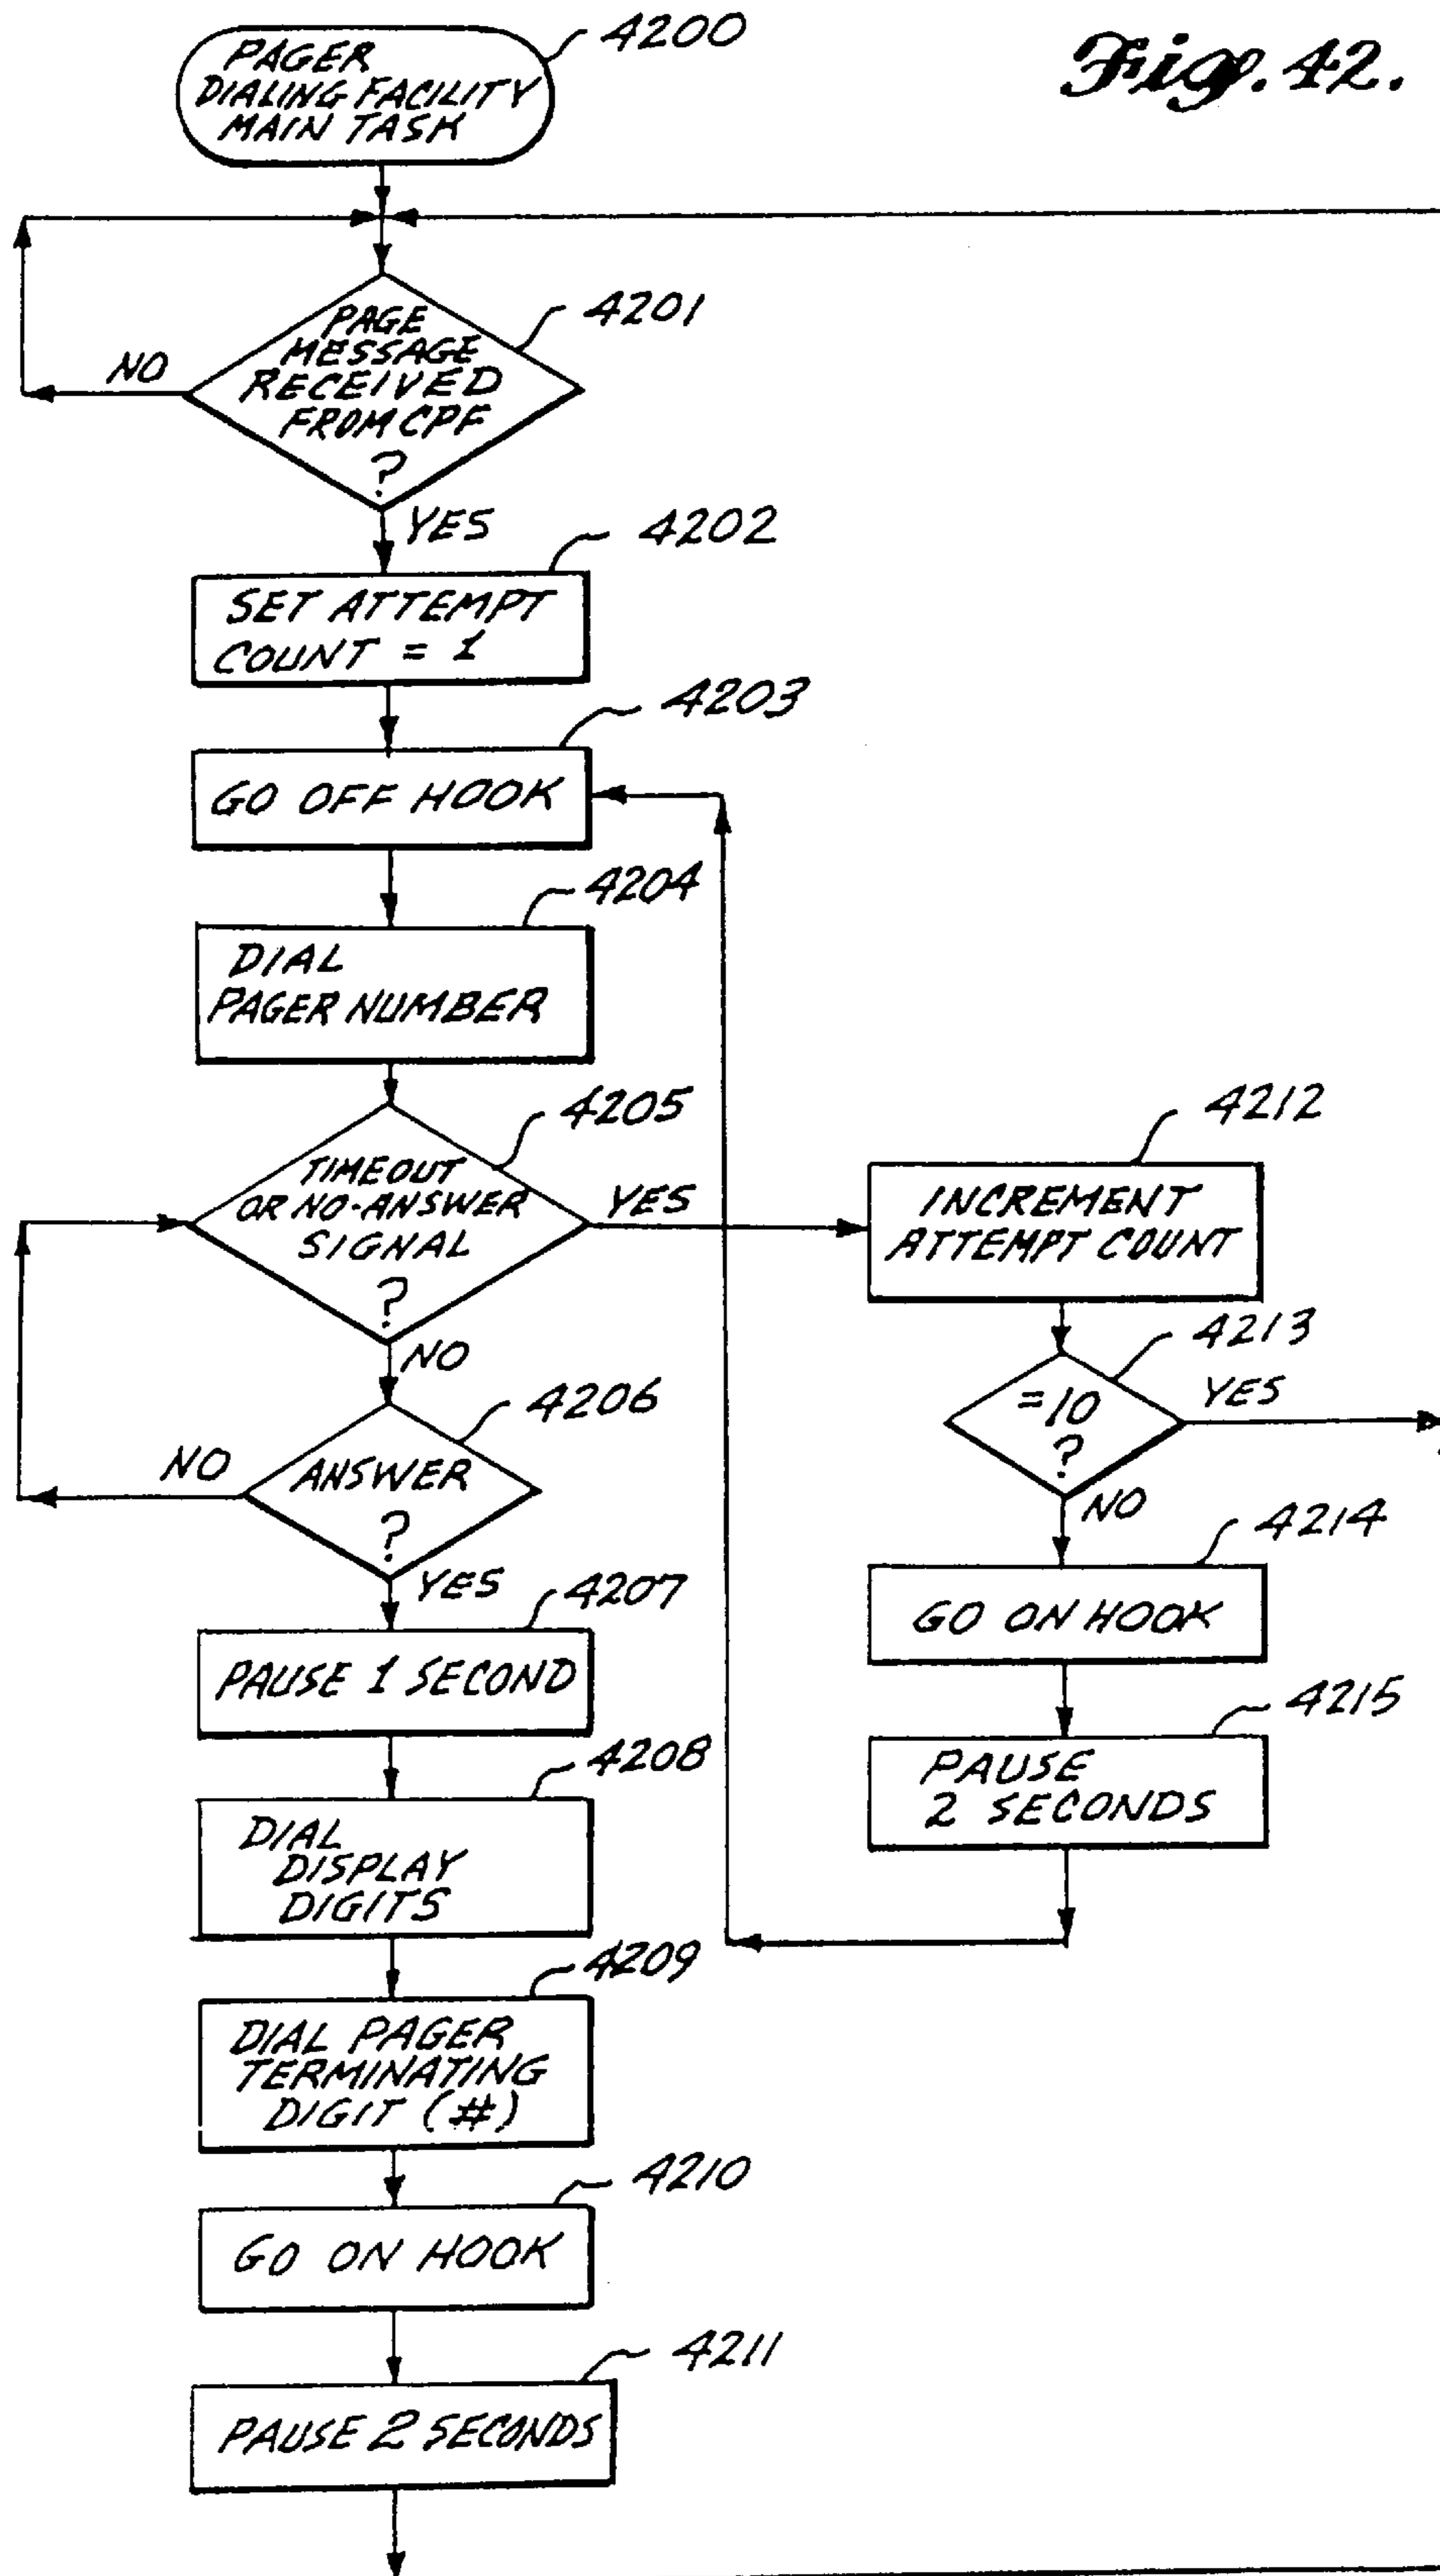 4200
Fig. 42.
PAGER
DIALING FACILITY
MAIN TASK
4201
PAGE
MESSAGE
RECEIVED
FROM CPF
?
NO
YES
4202
SET ATTEMPT
COUNT = 1
4203
GO OFF HOOK
4204
DIAL
PAGER NUMBER
4205
TIMEOUT
OR NO-ANSWER
SIGNAL
?
YES
NO
4206
ANSWER
?
NO
YES
4207
PAUSE 1 SECOND
4208
DIAL
DISPLAY
DIGITS
4209
DIAL PAGER
TERMINATING
DIGIT (#)
4210
GO ON HOOK
4211
PAUSE 2 SECONDS
4212
INCREMENT
ATTEMPT COUNT
4213
=10
?
YES
NO
4214
GO ON HOOK
4215
PAUSE
2 SECONDS